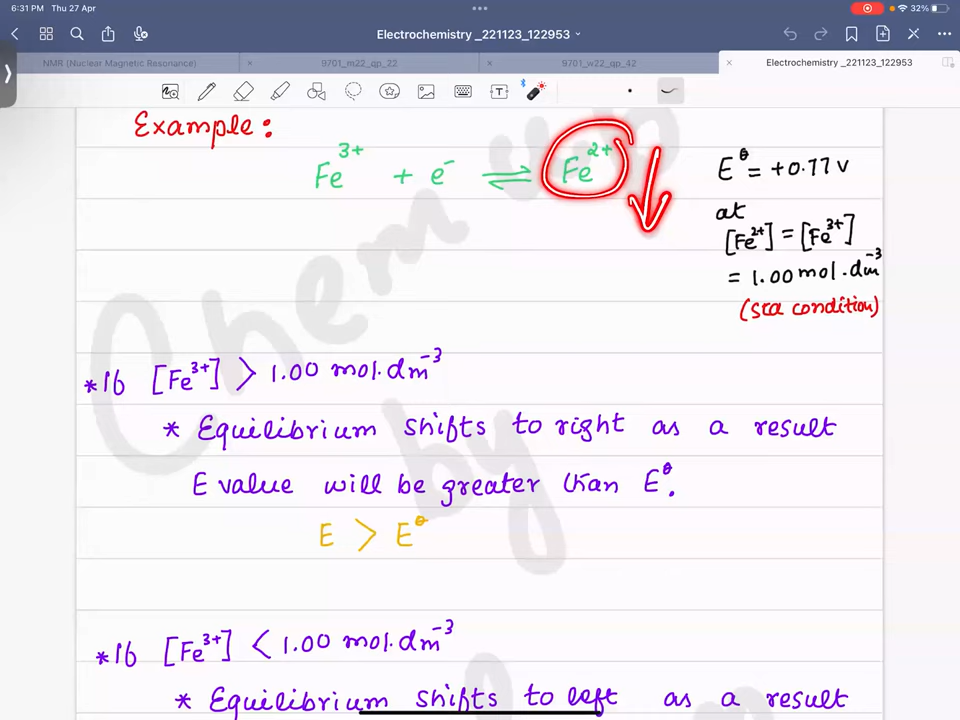 6:31 PM Thu 27 Apr
32%
Electrochemistry _221123_122953
NMR (Nuclear Magnetic Resonance)
9701_m22_qp_22
9701_w22_qp_42
Electrochemistry _221123_122953
Example:
Fe³⁺ + e⁻ ⇌ Fe²⁺
E^θ = +0.77 V
at
[Fe²⁺] = [Fe³⁺]
= 1.00 mol.dm⁻³
(sta condition)
*If [Fe³⁺] > 1.00 mol.dm⁻³
* Equilibrium shifts to right as a result
E value will be greater than E^θ.
E > E^θ
*If [Fe³⁺] < 1.00 mol.dm⁻³
* Equilibrium shifts to left as a result
Chem
by